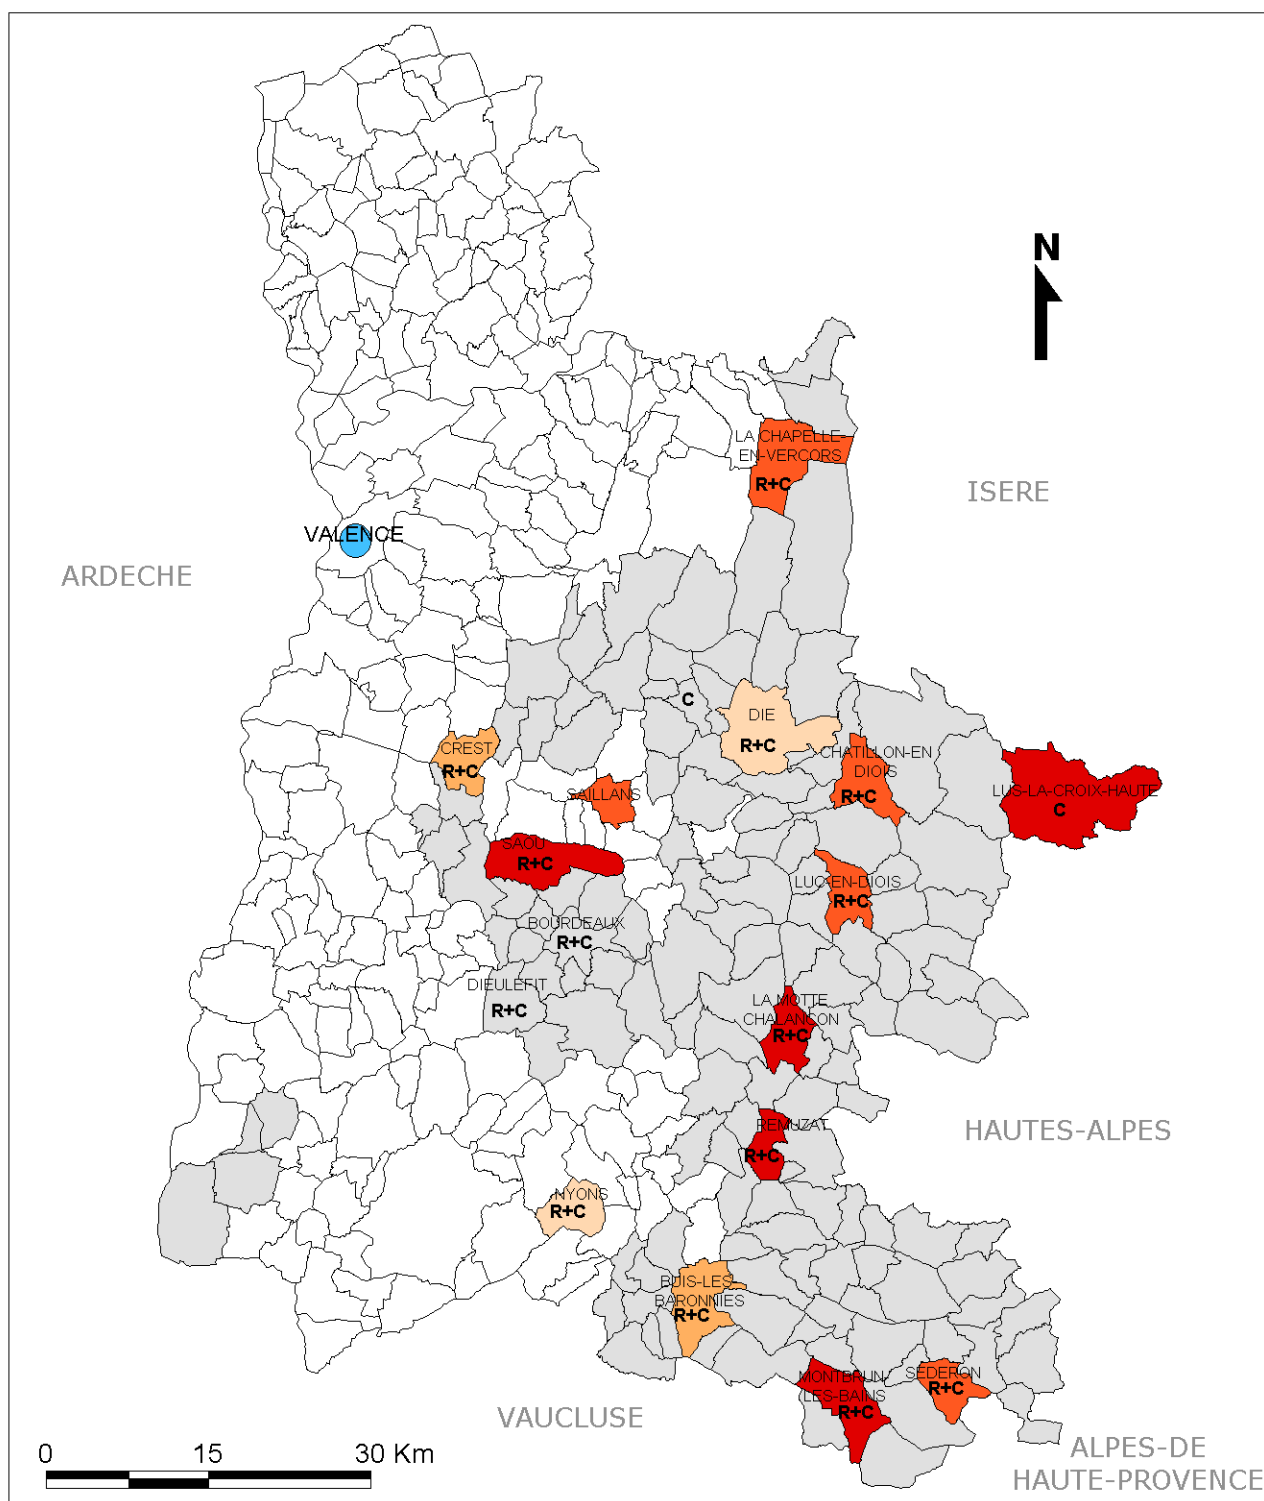 N
LA CHAPELLE-
EN-VERCORS
R+C
ISERE
VALENCE
ARDECHE
C
DIE
R+C
CREST
R+C
CHATILLON-EN
DIOIS
R+C
SAILLANS
LUS-LA-CROIX-HAUTE
C
SAOU
R+C
LUC-EN-DIOIS
R+C
BOURDEAUX
R+C
DIEULEFIT
R+C
LA MOTTE
CHALANCON
R+C
HAUTES-ALPES
REMUZAT
R+C
NYONS
R+C
BUIS-LES-
BARONNIES
R+C
MONTBRUN-
LES-BAINS
R+C
SEDERON
R+C
VAUCLUSE
ALPES-DE
HAUTE-PROVENCE
0 15 30 Km